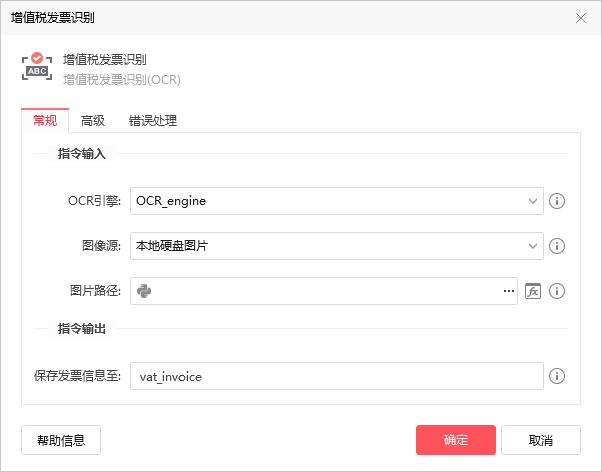 增值税发票识别
ABC
增值税发票识别
增值税发票识别(OCR)
常规 高级 错误处理
指令输入
OCR引擎: OCR_engine
图像源: 本地硬盘图片
图片路径: ... fx
指令输出
保存发票信息至: vat_invoice
帮助信息 确定 取消